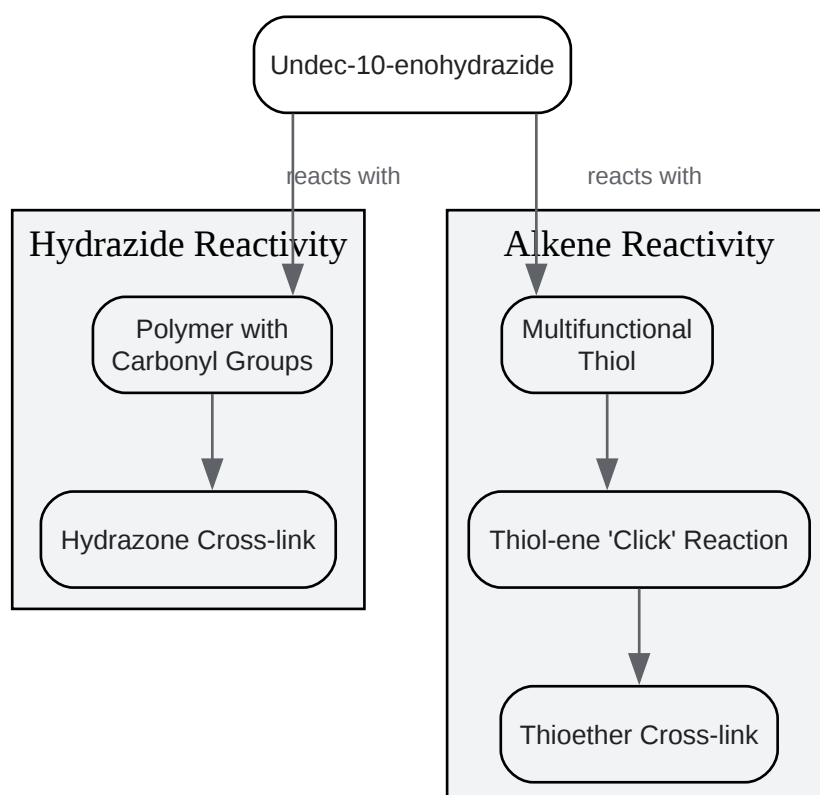 Undec-10-enohydrazide
reacts with
reacts with
Hydrazide Reactivity
Alkene Reactivity
Polymer with
Carbonyl Groups
Multifunctional
Thiol
Hydrazone Cross-link
Thiol-ene 'Click' Reaction
Thioether Cross-link